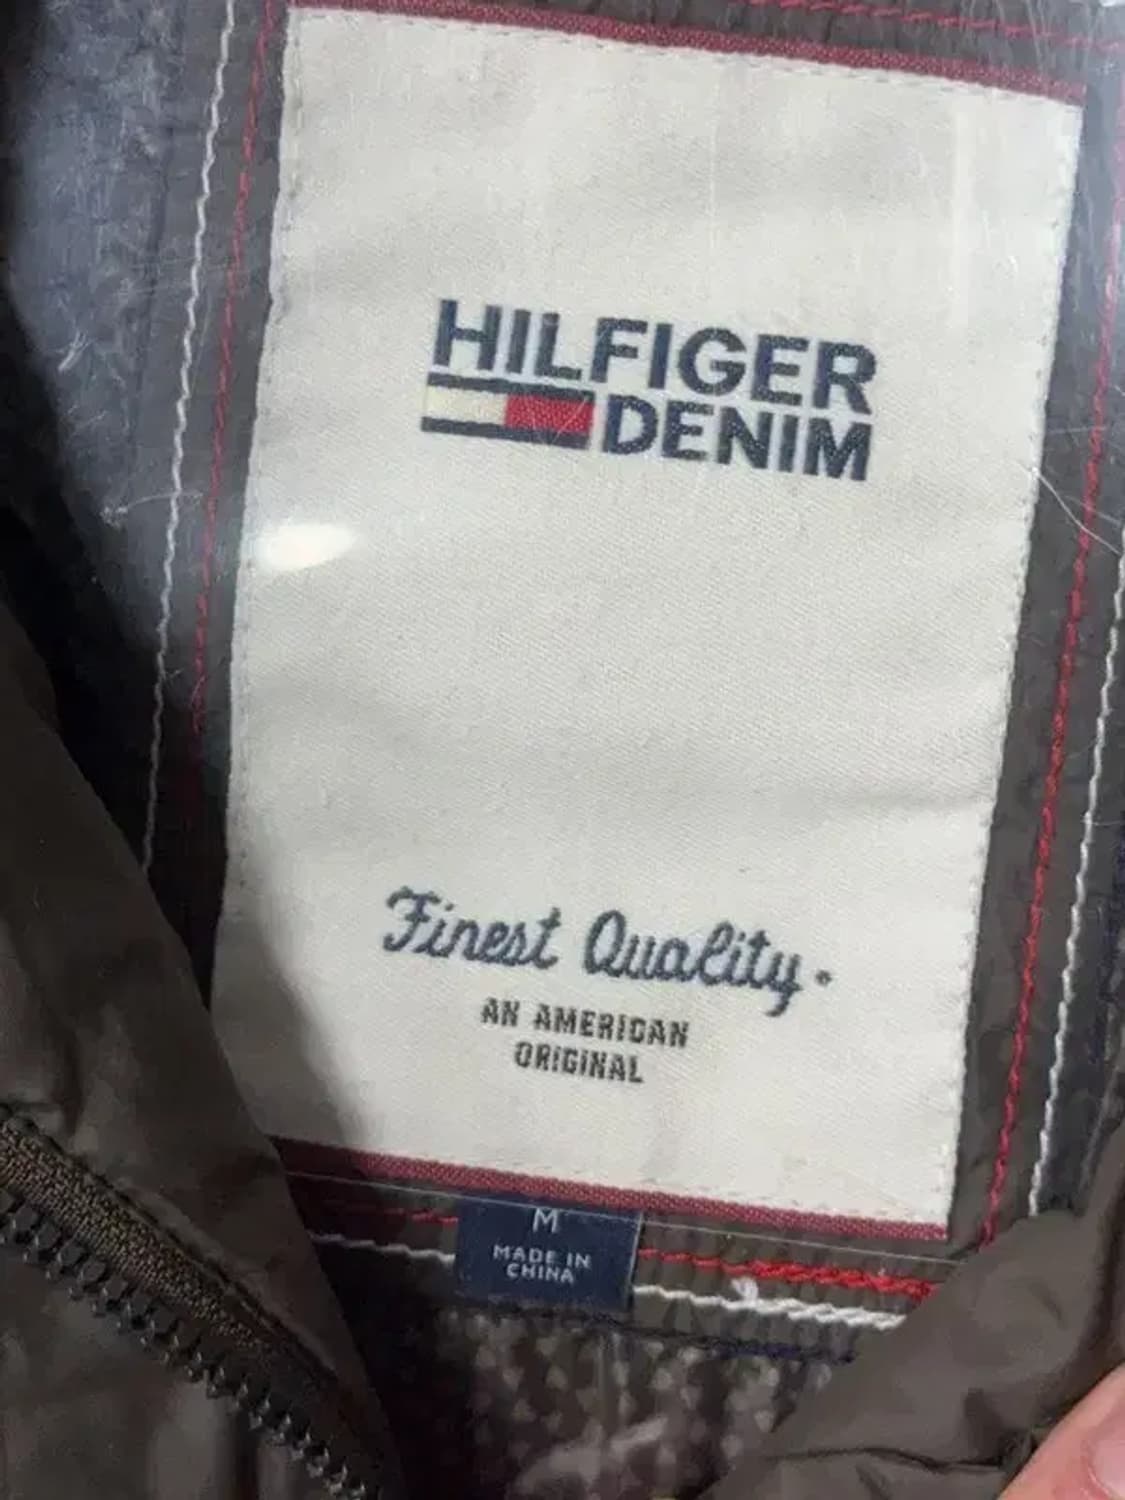 HILFIGER
DENIM
Finest Quality.
AN AMERICAN
ORIGINAL
M
MADE IN
CHINA